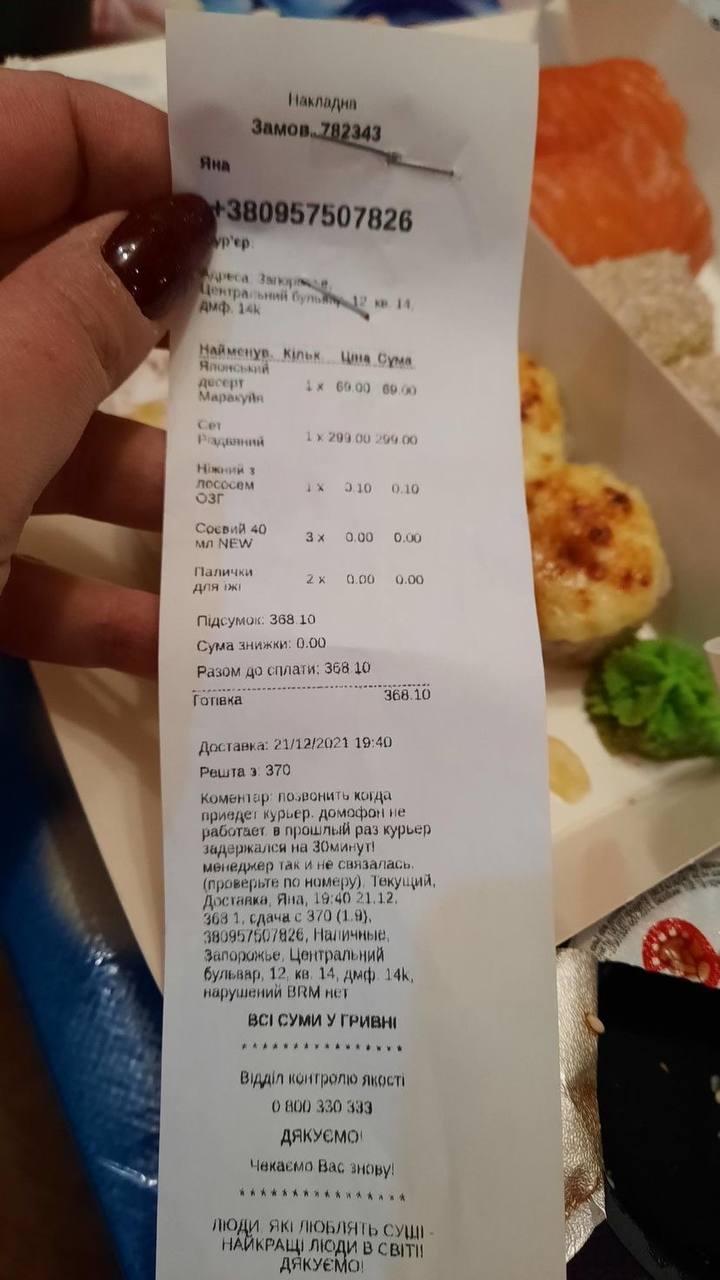 Накладна
Замов. 782343
Яна
+380957507826
Кур'єр:
Адреса: Запоріжжя,
Центральний бульвар, 12, кв. 14,
дмф. 14k
Найменув. Кільк. Ціна Сума
Японський
десерт 1 x 69.00 69.00
Маракуйя
Сет
Різдвяний 1 x 299.00 299.00
Ніжний з
лососем 1 x 0.10 0.10
ОЗГ
Соєвий 40
мл NEW 3 x 0.00 0.00
Палички
для їжі 2 x 0.00 0.00
Підсумок: 368.10
Сума знижки: 0.00
Разом до сплати: 368.10
Готівка 368.10
Доставка: 21/12/2021 19:40
Решта з: 370
Коментар: позвонить когда
приедет курьер. домофон не
работает. в прошлый раз курьер
задержался на 30минут!
менеджер так и не связалась.
(проверьте по номеру), Текущий,
Доставка, Яна, 19:40 21.12,
368.1, сдача с 370 (1.9),
380957507826, Наличные,
Запорожье, Центральний
бульвар, 12, кв. 14, дмф. 14k,
нарушений BRM нет
ВСІ СУМИ У ГРИВНІ
* * * * * * * * * * * * * * *
Відділ контролю якості
0 800 330 333
ДЯКУЄМО!
Чекаємо Вас знову!
* * * * * * * * * * * * * * *
ЛЮДИ, ЯКІ ЛЮБЛЯТЬ СУШІ -
НАЙКРАЩІ ЛЮДИ В СВІТІ!
ДЯКУЄМО!